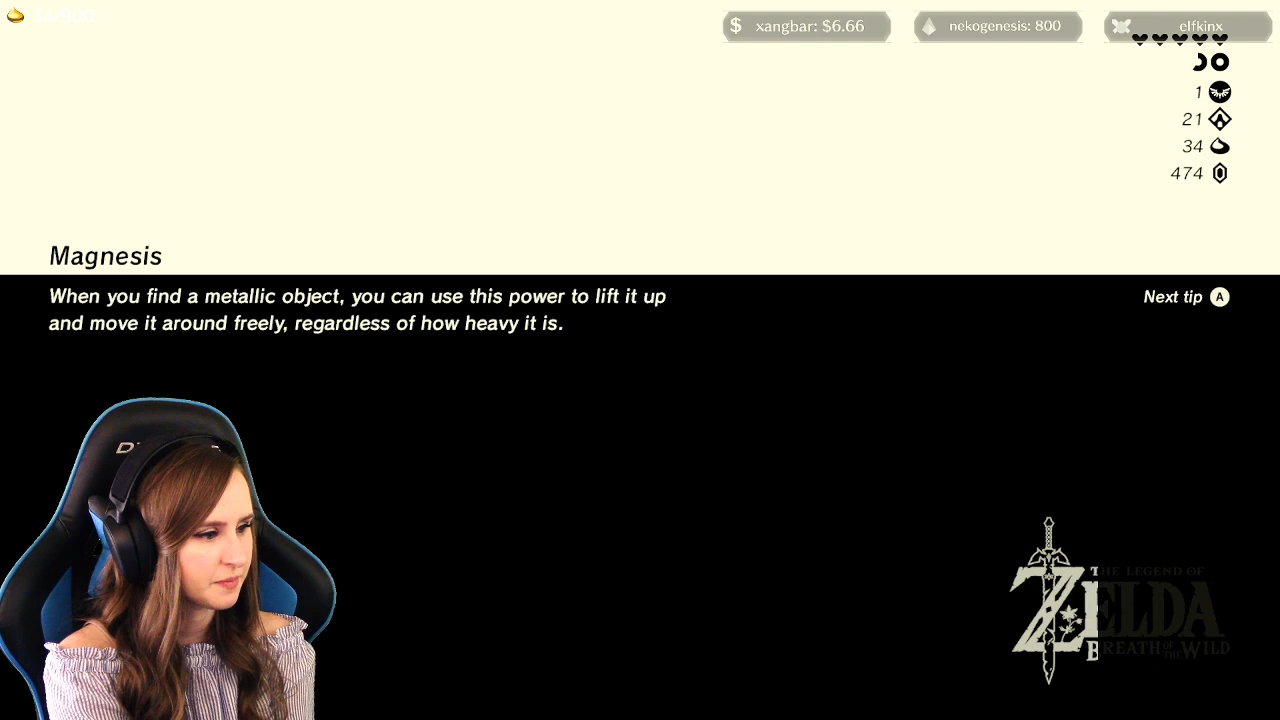 34/900
xangbar: $6.66
nekogenesis: 800
elfkinx
1
21
34
474
Magnesis
When you find a metallic object, you can use this power to lift it up
and move it around freely, regardless of how heavy it is.
Next tip A
THE LEGEND OF
ZELDA
BREATH OF THE WILD